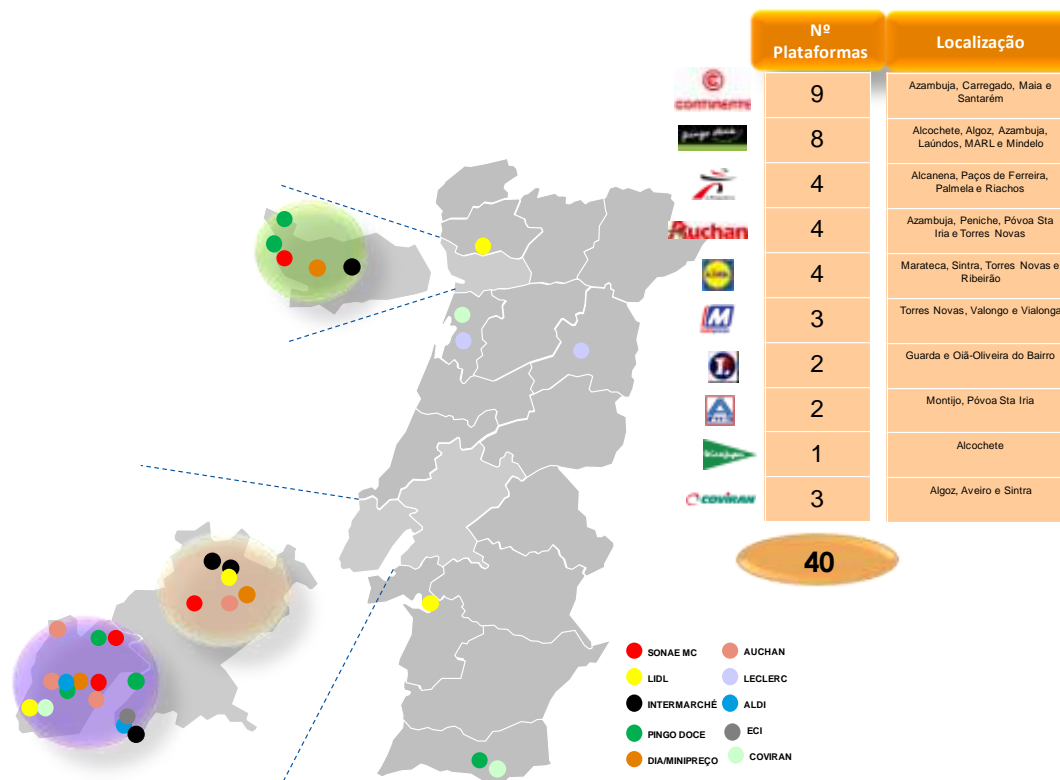 Nº
Plataformas
Localização
CONTINENTE
9
Azambuja, Carregado, Maia e
Santarém
pingo doce
8
Alcochete, Algoz, Azambuja,
Laúndos, MARL e Mindelo
4
Alcanena, Paços de Ferreira,
Palmela e Riachos
Auchan
4
Azambuja, Peniche, Póvoa Sta
Iria e Torres Novas
4
Marateca, Sintra, Torres Novas e
Ribeirão
M
3
Torres Novas, Valongo e Vialonga
L
2
Guarda e Oiã-Oliveira do Bairro
2
Montijo, Póvoa Sta Iria
1
Alcochete
COVIRAN
3
Algoz, Aveiro e Sintra
40
SONAE MC
AUCHAN
LIDL
LECLERC
INTERMARCHÉ
ALDI
PINGO DOCE
ECI
DIA/MINIPREÇO
COVIRAN